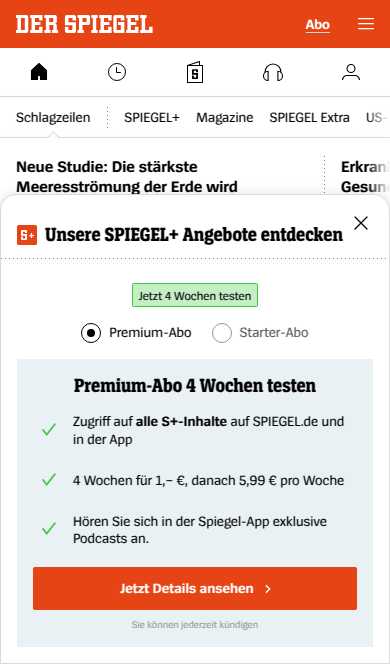 DER SPIEGEL
Abo
Schlagzeilen SPIEGEL+ Magazine SPIEGEL Extra US-
Neue Studie: Die stärkste
Meeresströmung der Erde wird
S+ Unsere SPIEGEL+ Angebote entdecken
Jetzt 4 Wochen testen
Premium-Abo Starter-Abo
Premium-Abo 4 Wochen testen
Zugriff auf alle S+-Inhalte auf SPIEGEL.de und
in der App
4 Wochen für 1,– €, danach 5,99 € pro Woche
Hören Sie sich in der Spiegel-App exklusive
Podcasts an.
Jetzt Details ansehen
Sie können jederzeit kündigen